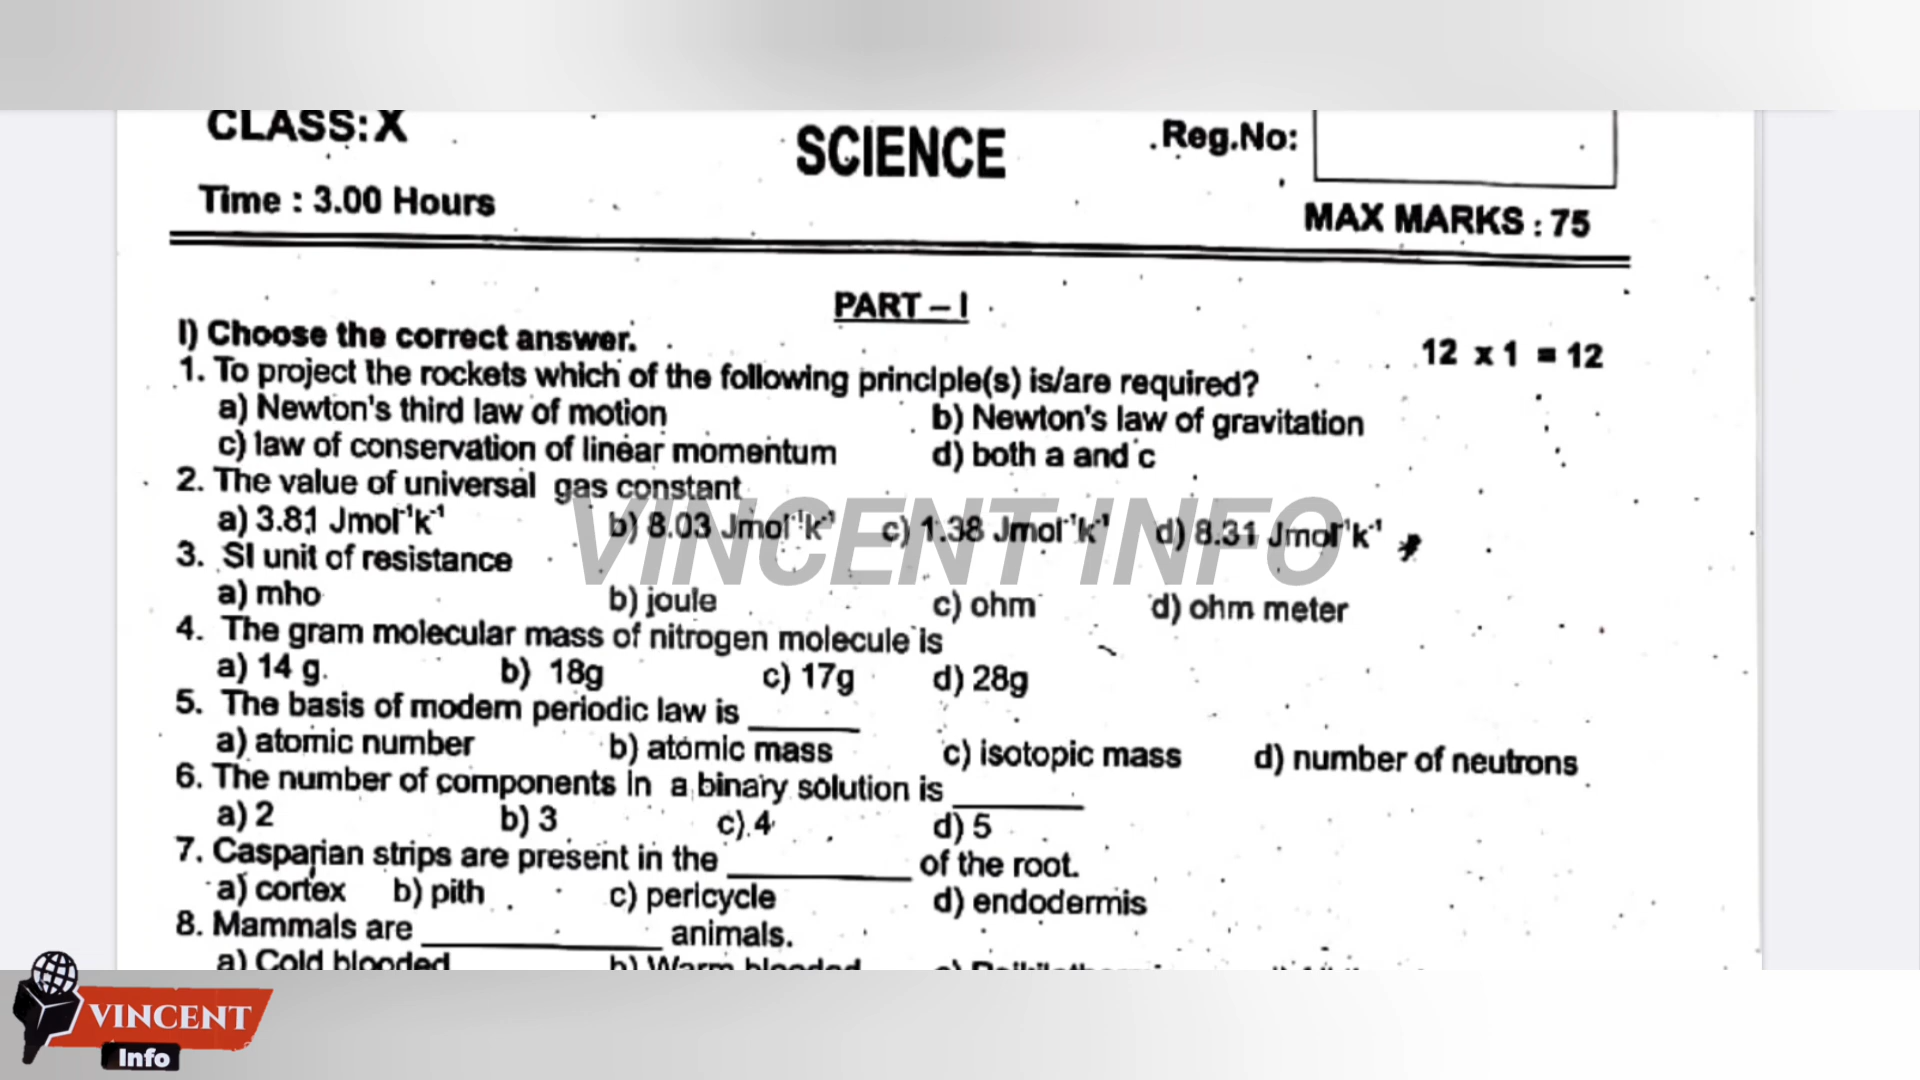 CLASS: X
SCIENCE
Reg.No:
Time : 3.00 Hours
MAX MARKS : 75
PART – I
I) Choose the correct answer.
12 x 1 = 12
1. To project the rockets which of the following principle(s) is/are required?
a) Newton's third law of motion b) Newton's law of gravitation
c) law of conservation of linear momentum d) both a and c
2. The value of universal gas constant
a) 3.81 Jmol⁻¹k⁻¹ b) 8.03 Jmol⁻¹k⁻¹ c) 1.38 Jmol⁻¹k⁻¹ d) 8.31 Jmol⁻¹k⁻¹
VINCENT INFO
3. SI unit of resistance
a) mho b) joule c) ohm d) ohm meter
4. The gram molecular mass of nitrogen molecule is
a) 14 g. b) 18g c) 17g d) 28g
5. The basis of modern periodic law is ______
a) atomic number b) atomic mass c) isotopic mass d) number of neutrons
6. The number of components in a binary solution is ______
a) 2 b) 3 c) 4 d) 5
7. Casparian strips are present in the ______ of the root.
a) cortex b) pith c) pericycle d) endodermis
8. Mammals are ______ animals.
a) Cold blooded b) Warm blooded
VINCENT
Info